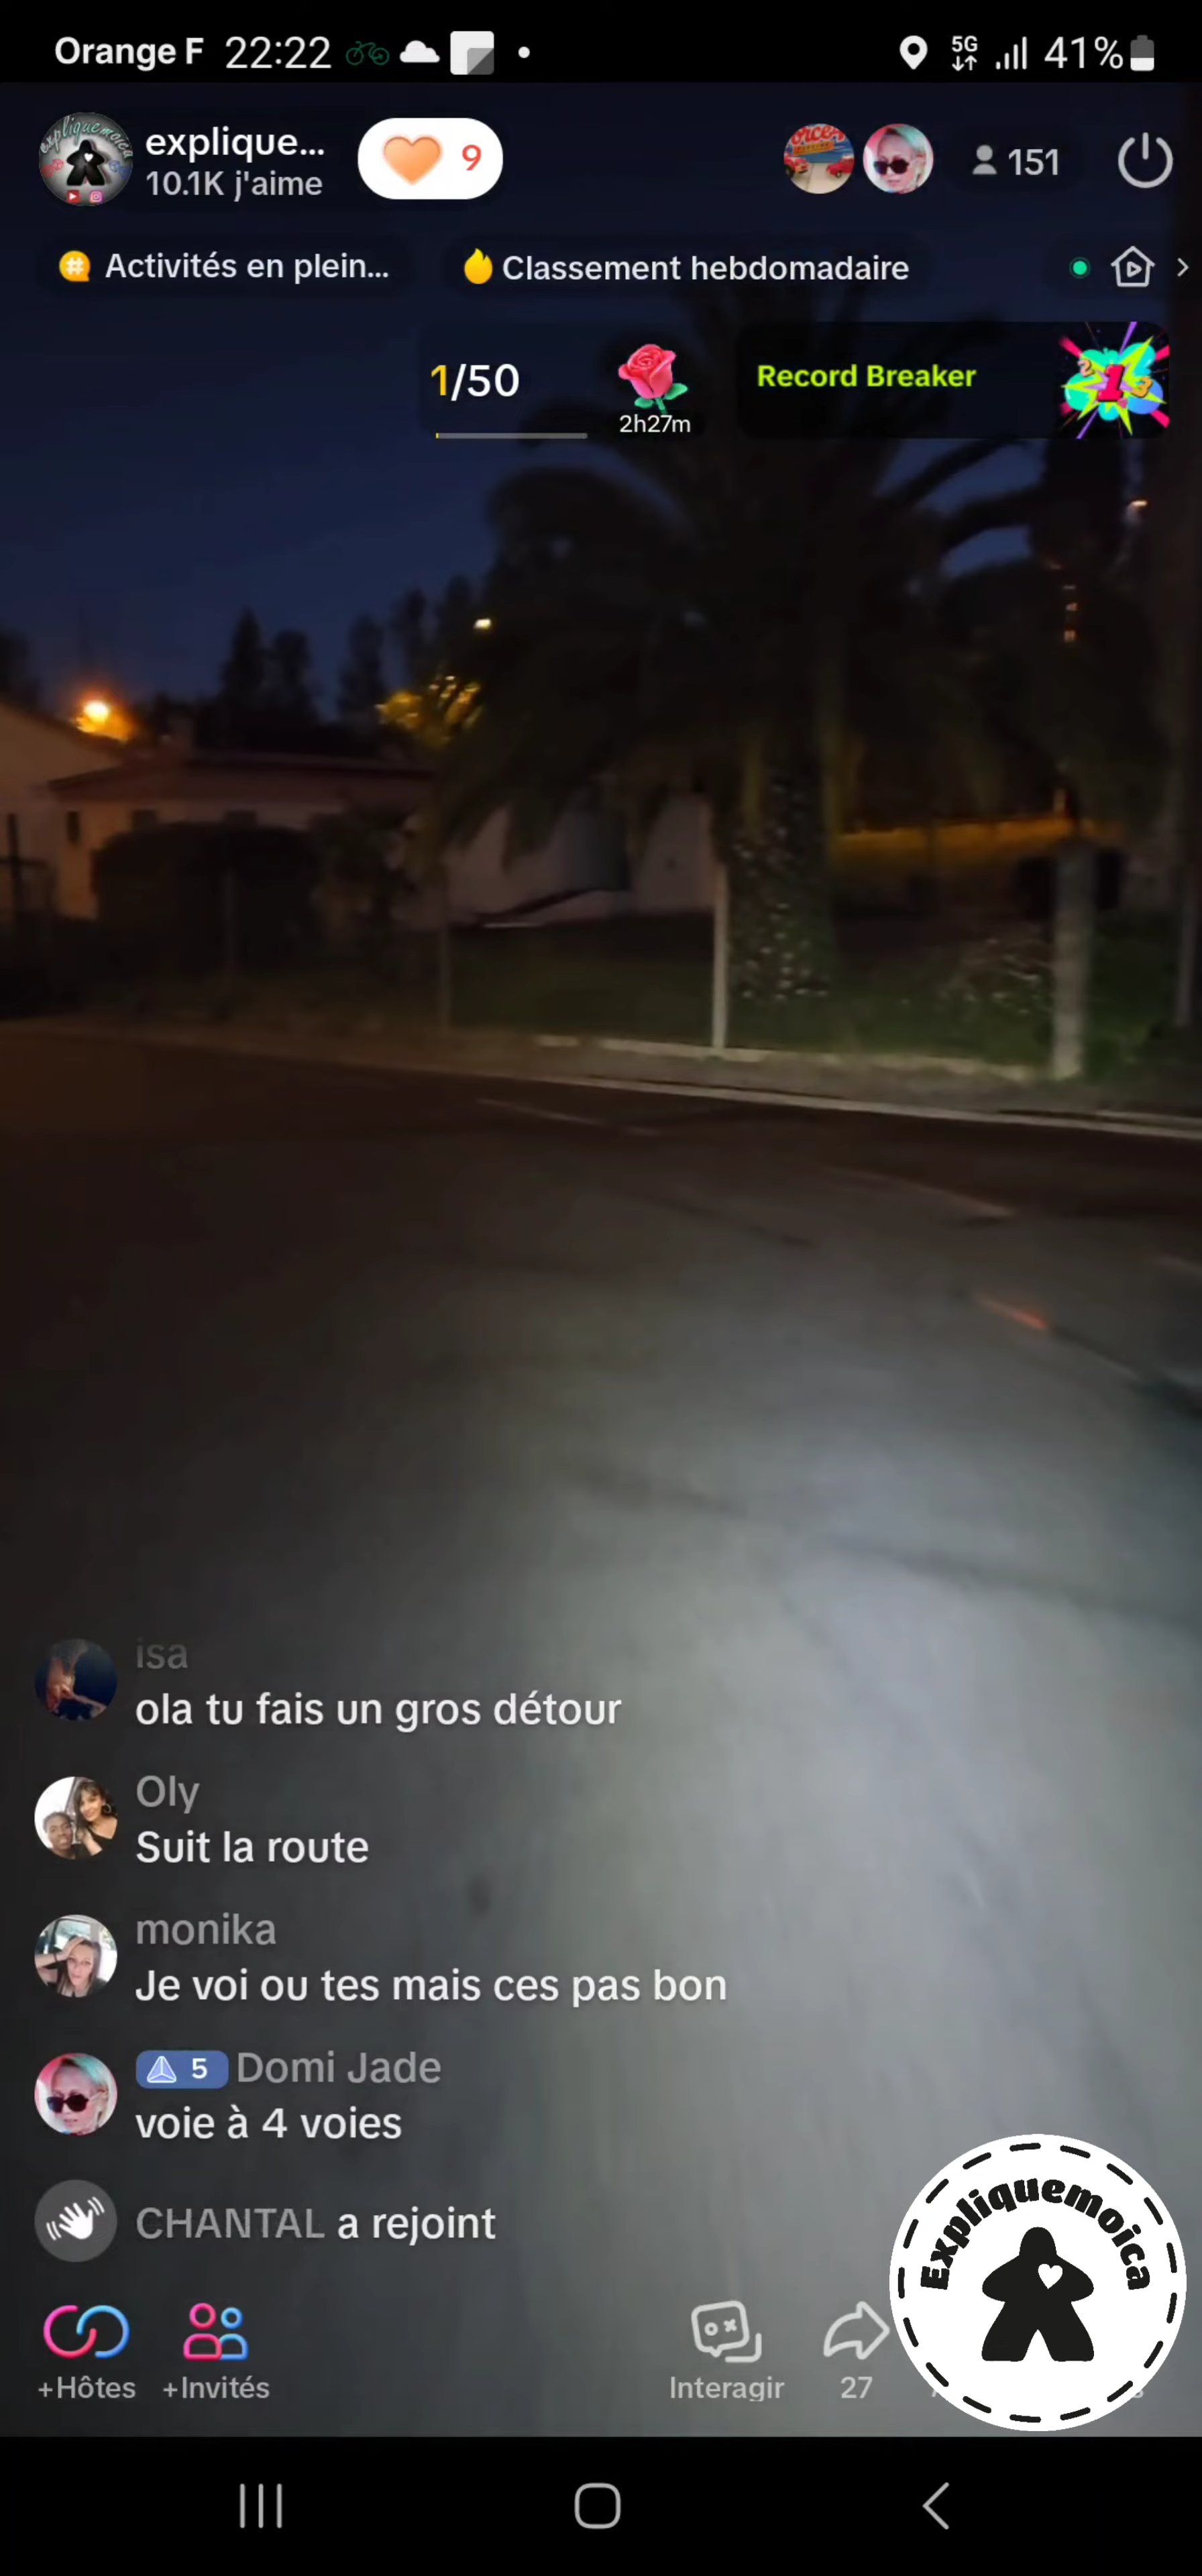 Orange F 22:22
5G 41%
explique...
10.1K j'aime
9
151
Activités en plein...
Classement hebdomadaire
1/50
2h27m
Record Breaker
isa
ola tu fais un gros détour
Oly
Suit la route
monika
Je voi ou tes mais ces pas bon
5 Domi Jade
voie à 4 voies
CHANTAL a rejoint
Expliquemoica
+Hôtes
+Invités
Interagir
27